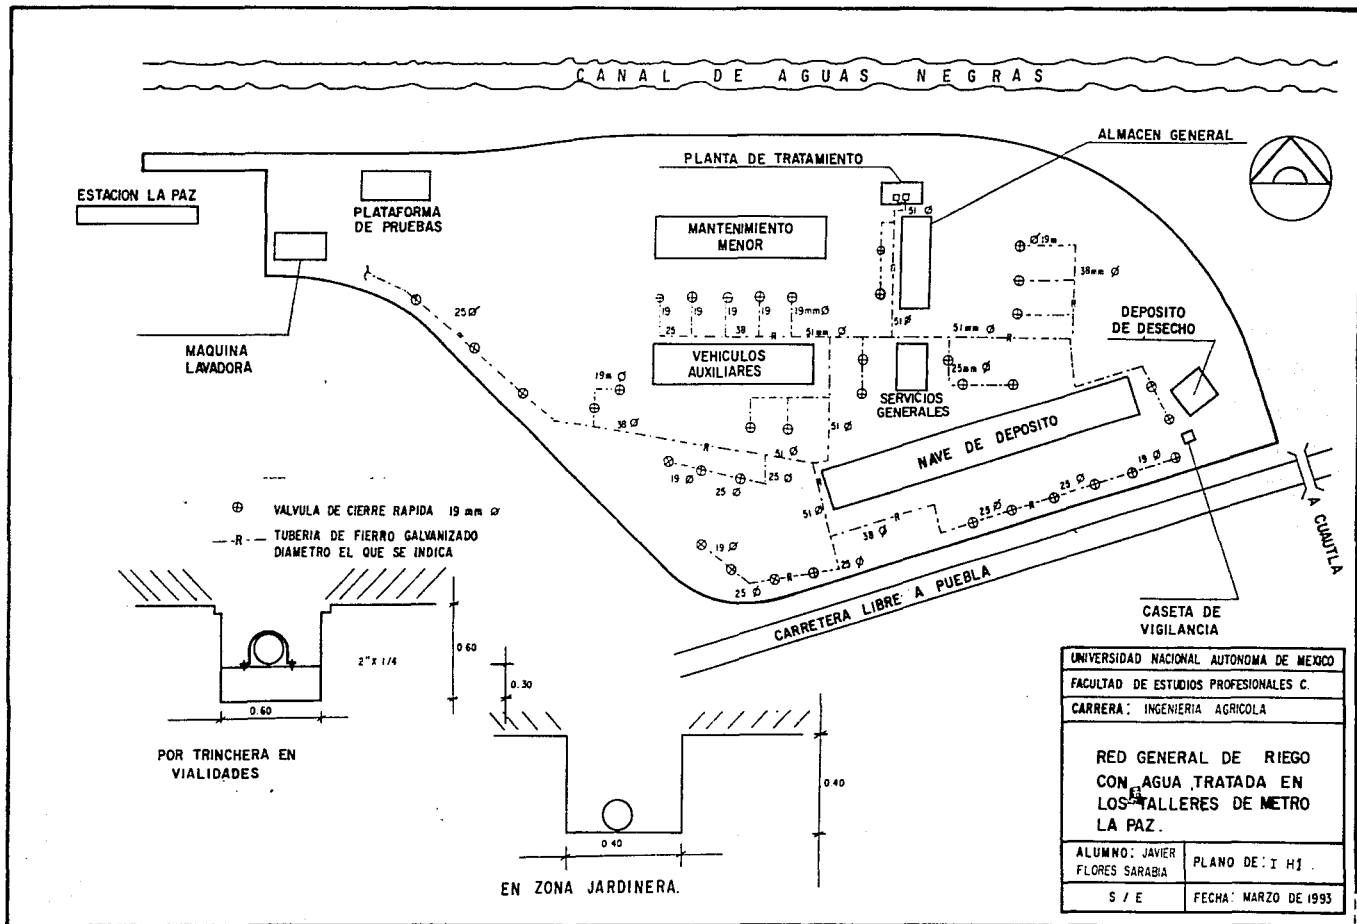 CANAL DE AGUAS NEGRAS
ALMACEN GENERAL
PLANTA DE TRATAMIENTO
ESTACION LA PAZ
PLATAFORMA
DE PRUEBAS
MANTENIMIENTO
MENOR
51 Ø
Ø 19m
38mm Ø
25 Ø
19
19
19
19
19mm Ø
25
38
R
51mm Ø
51 Ø
51mm Ø
R
R
DEPOSITO
DE DESECHO
MAQUINA
LAVADORA
VEHICULOS
AUXILIARES
19m Ø
25mm Ø
SERVICIOS
GENERALES
38 Ø
R
51 Ø
51 Ø
NAVE DE DEPOSITO
19 Ø
25 Ø
25 Ø
R
25 Ø
19 Ø
VALVULA DE CIERRE RAPIDA 19 mm Ø
51 Ø
R
25 Ø
R
TUBERIA DE FIERRO GALVANIZADO
DIAMETRO EL QUE SE INDICA
38 Ø
19 Ø
25 Ø
R
25 Ø
A CUAUTLA
CARRETERA LIBRE A PUEBLA
CASETA DE
VIGILANCIA
2" X 1/4
0.60
0.30
0.60
POR TRINCHERA EN
VIALIDADES
0.40
0.40
EN ZONA JARDINERA.
UNIVERSIDAD NACIONAL AUTONOMA DE MEXICO
FACULTAD DE ESTUDIOS PROFESIONALES C.
CARRERA: INGENIERIA AGRICOLA
RED GENERAL DE RIEGO
CON AGUA TRATADA EN
LOS TALLERES DE METRO
LA PAZ.
ALUMNO: JAVIER
FLORES SARABIA
PLANO DE: I H1.
S / E
FECHA: MARZO DE 1993